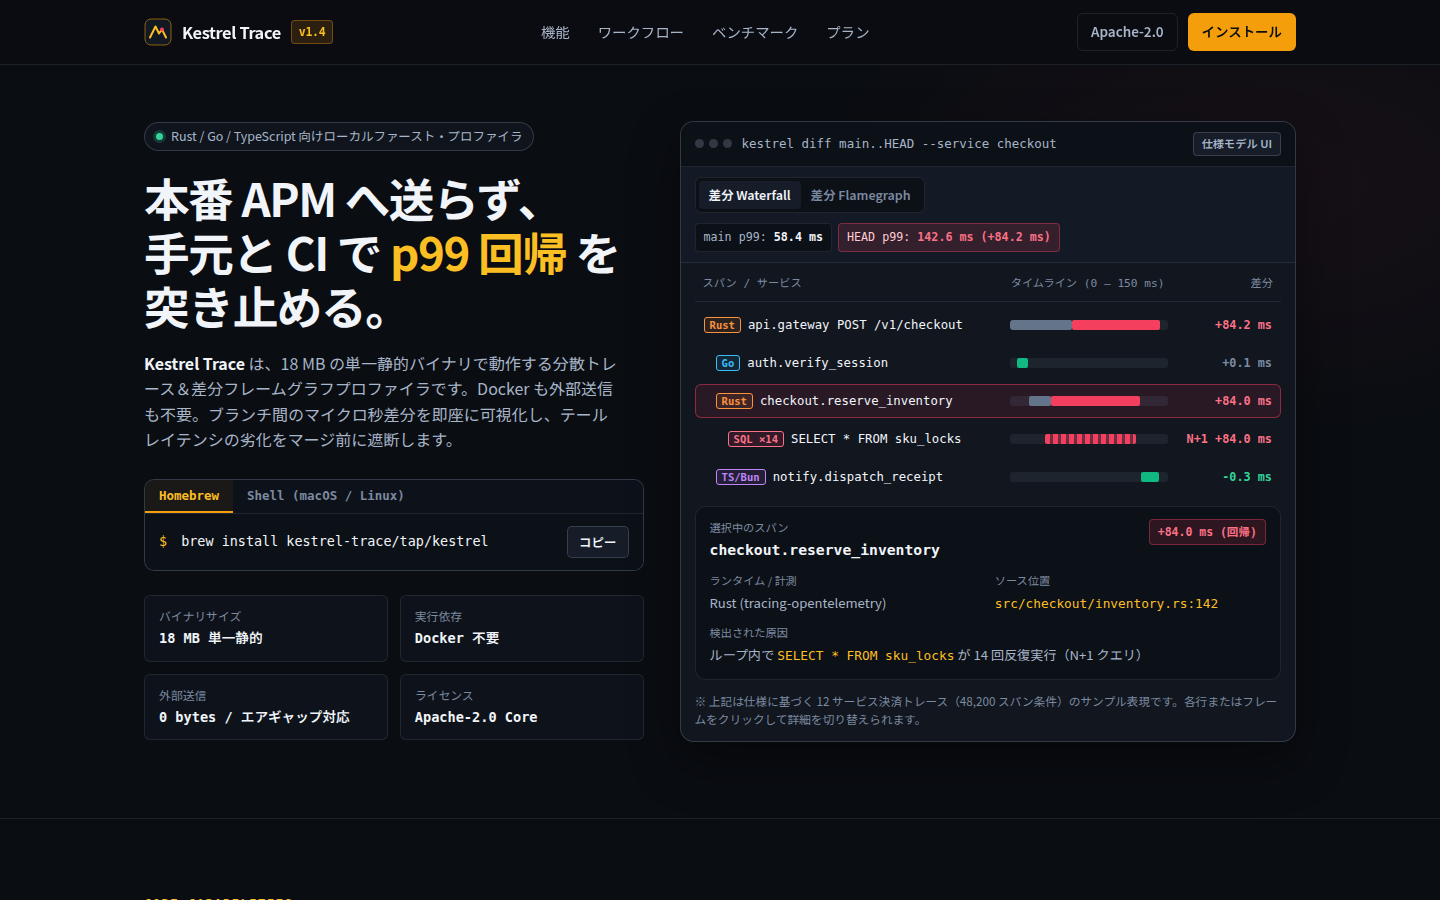 Kestrel Trace v1.4
機能 ワークフロー ベンチマーク プラン
Apache-2.0 インストール
Rust / Go / TypeScript 向けローカルファースト・プロファイラ
本番 APM へ送らず、
手元と CI で p99 回帰 を
突き止める。
Kestrel Trace は、18 MB の単一静的バイナリで動作する分散トレ
ース＆差分フレームグラフプロファイラです。Docker も外部送信
も不要。ブランチ間のマイクロ秒差分を即座に可視化し、テール
レイテンシの劣化をマージ前に遮断します。
Homebrew Shell (macOS / Linux)
$ brew install kestrel-trace/tap/kestrel コピー
バイナリサイズ
18 MB 単一静的
実行依存
Docker 不要
外部送信
0 bytes / エアギャップ対応
ライセンス
Apache-2.0 Core
kestrel diff main..HEAD --service checkout 仕様モデル UI
差分 Waterfall 差分 Flamegraph
main p99: 58.4 ms HEAD p99: 142.6 ms (+84.2 ms)
スパン / サービス タイムライン (0 – 150 ms) 差分
Rust api.gateway POST /v1/checkout +84.2 ms
Go auth.verify_session +0.1 ms
Rust checkout.reserve_inventory +84.0 ms
SQL ×14 SELECT * FROM sku_locks N+1 +84.0 ms
TS/Bun notify.dispatch_receipt -0.3 ms
選択中のスパン
checkout.reserve_inventory +84.0 ms (回帰)
ランタイム / 計測 ソース位置
Rust (tracing-opentelemetry) src/checkout/inventory.rs:142
検出された原因
ループ内で SELECT * FROM sku_locks が 14 回反復実行（N+1 クエリ）
※ 上記は仕様に基づく 12 サービス決済トレース（48,200 スパン条件）のサンプル表現です。各行またはフレー
ムをクリックして詳細を切り替えられます。